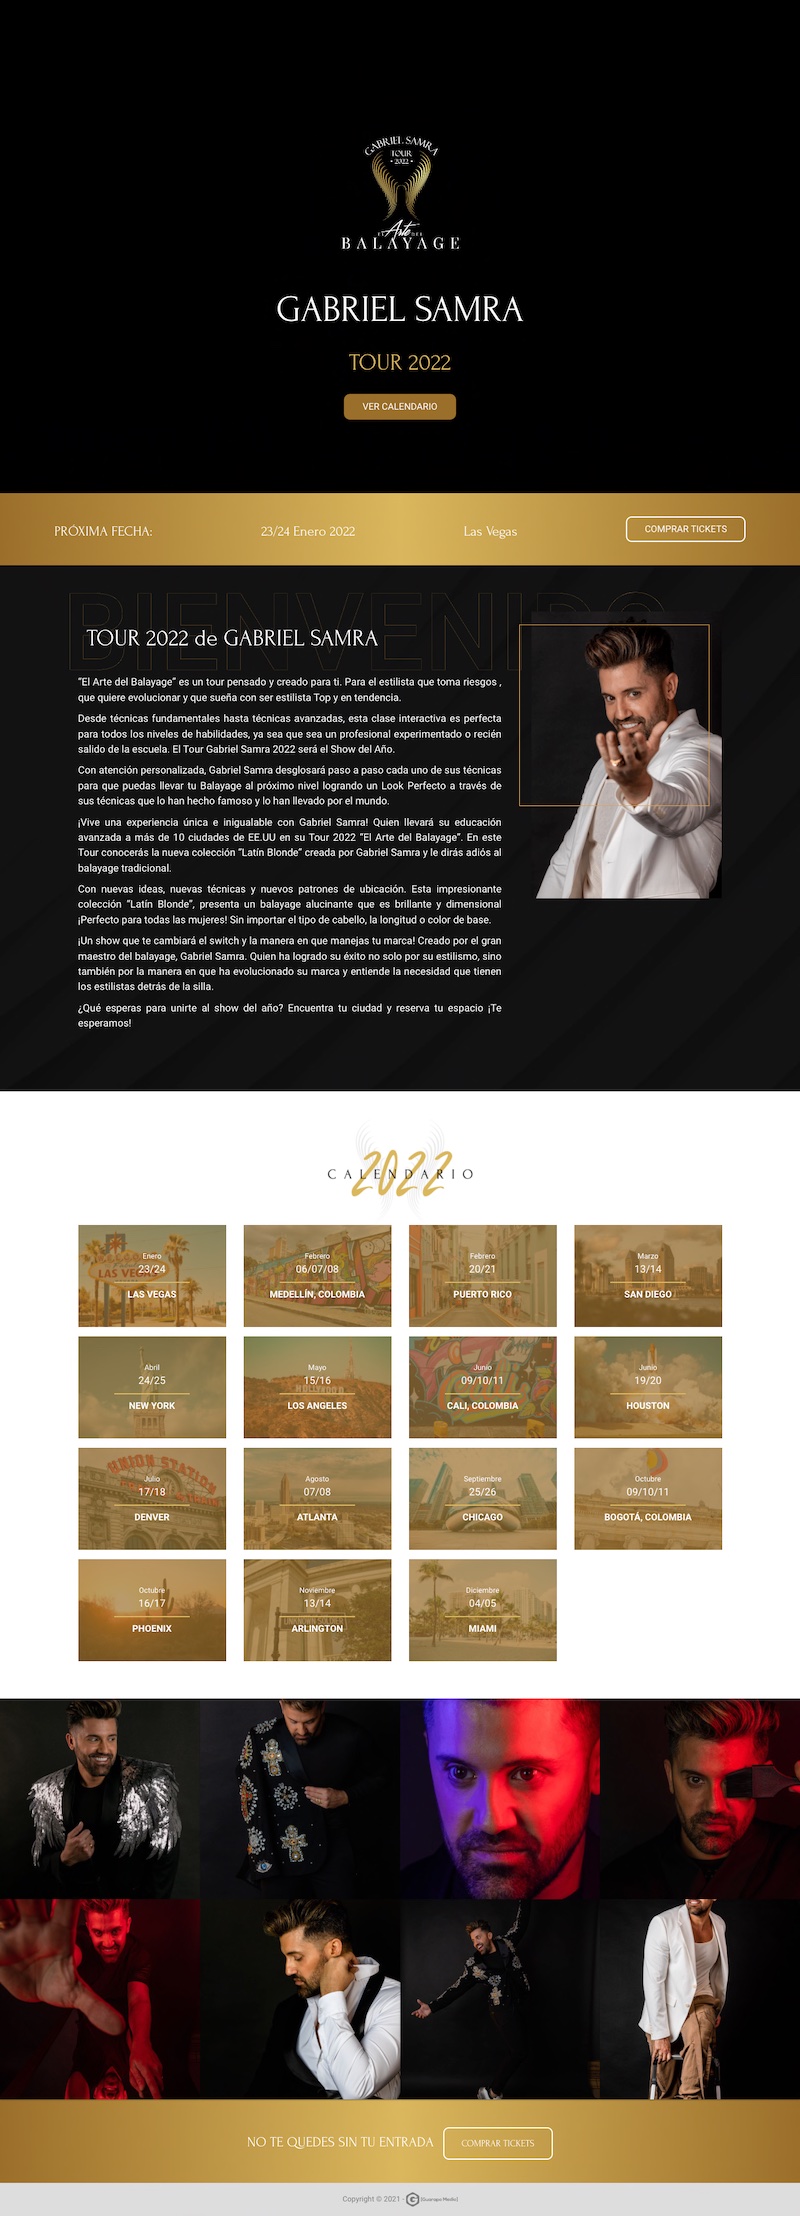 GABRIEL SAMRA
TOUR
• 2022 •
EL Arte DEL
BALAYAGE
GABRIEL SAMRA
TOUR 2022
VER CALENDARIO
PRÓXIMA FECHA:
23/24 Enero 2022
Las Vegas
COMPRAR TICKETS
BIENVENIDO
TOUR 2022 de GABRIEL SAMRA
“El Arte del Balayage” es un tour pensado y creado para ti. Para el estilista que toma riesgos ,
que quiere evolucionar y que sueña con ser estilista Top y en tendencia.
Desde técnicas fundamentales hasta técnicas avanzadas, esta clase interactiva es perfecta
para todos los niveles de habilidades, ya sea que sea un profesional experimentado o recién
salido de la escuela. El Tour Gabriel Samra 2022 será el Show del Año.
Con atención personalizada, Gabriel Samra desglosará paso a paso cada uno de sus técnicas
para que puedas llevar tu Balayage al próximo nivel logrando un Look Perfecto a través de
sus técnicas que lo han hecho famoso y lo han llevado por el mundo.
¡Vive una experiencia única e inigualable con Gabriel Samra! Quien llevará su educación
avanzada a más de 10 ciudades de EE.UU en su Tour 2022 “El Arte del Balayage”. En este
Tour conocerás la nueva colección “Latín Blonde” creada por Gabriel Samra y le dirás adiós al
balayage tradicional.
Con nuevas ideas, nuevas técnicas y nuevos patrones de ubicación. Esta impresionante
colección “Latín Blonde”, presenta un balayage alucinante que es brillante y dimensional
¡Perfecto para todas las mujeres! Sin importar el tipo de cabello, la longitud o color de base.
¡Un show que te cambiará el switch y la manera en que manejas tu marca! Creado por el gran
maestro del balayage, Gabriel Samra. Quien ha logrado su éxito no solo por su estilismo, sino
también por la manera en que ha evolucionado su marca y entiende la necesidad que tienen
los estilistas detrás de la silla.
¿Qué esperas para unirte al show del año? Encuentra tu ciudad y reserva tu espacio ¡Te
esperamos!
2022
CALENDARIO
Enero
23/24
LAS VEGAS
Febrero
06/07/08
MEDELLÍN, COLOMBIA
Febrero
20/21
PUERTO RICO
Marzo
13/14
SAN DIEGO
Abril
24/25
NEW YORK
Mayo
15/16
HOLLYWOOD
LOS ANGELES
Junio
09/10/11
CALI, COLOMBIA
Junio
19/20
HOUSTON
UNION STATION
Julio
17/18
DENVER
Agosto
07/08
ATLANTA
Septiembre
25/26
CHICAGO
Octubre
09/10/11
BOGOTÁ, COLOMBIA
Octubre
16/17
PHOENIX
Noviembre
13/14
UNKNOWN SOLDIER
ARLINGTON
Diciembre
04/05
MIAMI
NO TE QUEDES SIN TU ENTRADA
COMPRAR TICKETS
Copyright © 2021 - G [Guarapo Media]